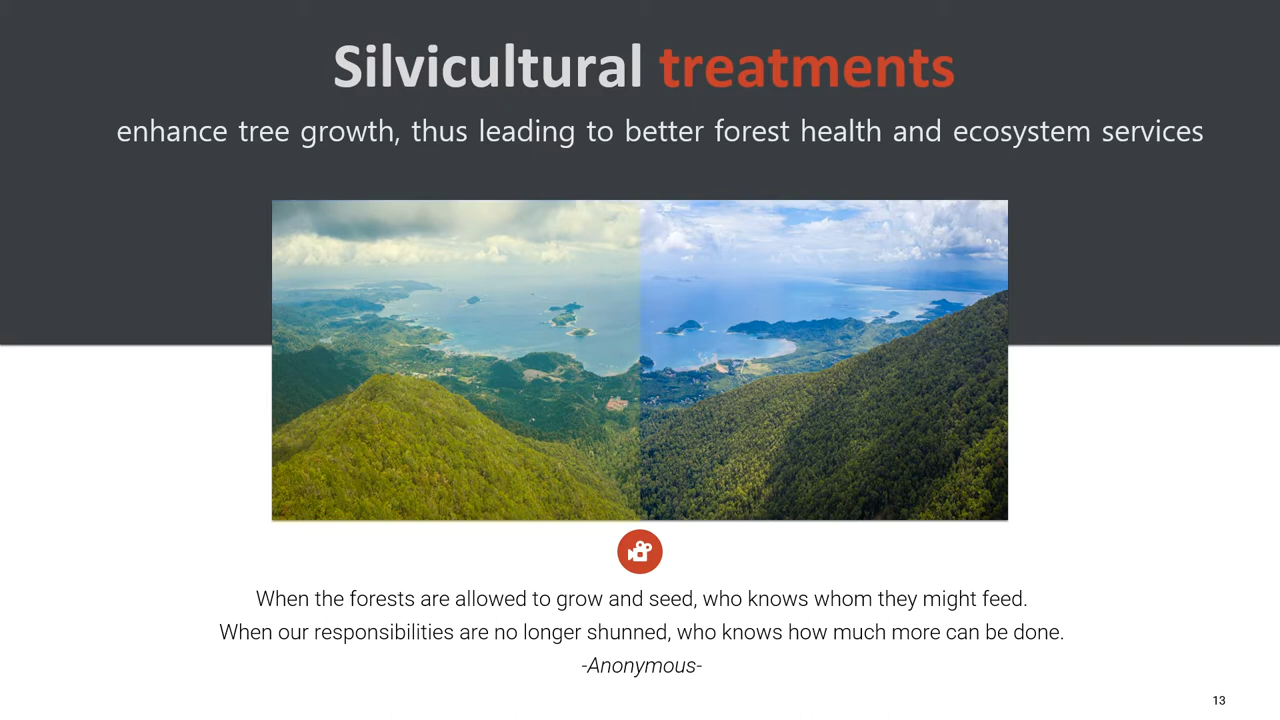 Silvicultural treatments
enhance tree growth, thus leading to better forest health and ecosystem services
When the forests are allowed to grow and seed, who knows whom they might feed.
When our responsibilities are no longer shunned, who knows how much more can be done.
-Anonymous-
13